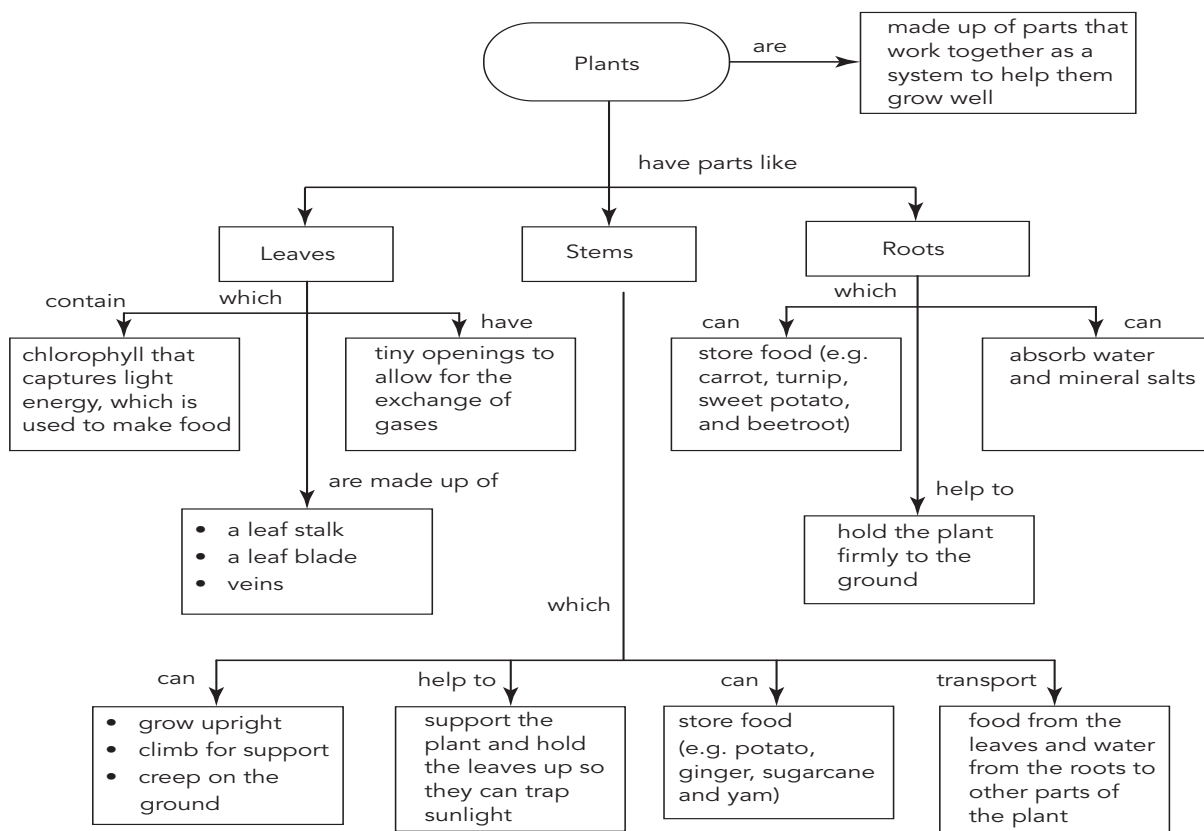 Plants
are
made up of parts that
work together as a
system to help them
grow well
have parts like
Leaves
Stems
Roots
contain
which
have
chlorophyll that
captures light
energy, which is
used to make food
tiny openings to
allow for the
exchange of
gases
are made up of
• a leaf stalk
• a leaf blade
• veins
which
can
can
store food (e.g.
carrot, turnip,
sweet potato,
and beetroot)
absorb water
and mineral salts
help to
hold the plant
firmly to the
ground
which
can
help to
can
transport
• grow upright
• climb for support
• creep on the
ground
support the
plant and hold
the leaves up so
they can trap
sunlight
store food
(e.g. potato,
ginger, sugarcane
and yam)
food from the
leaves and water
from the roots to
other parts of
the plant